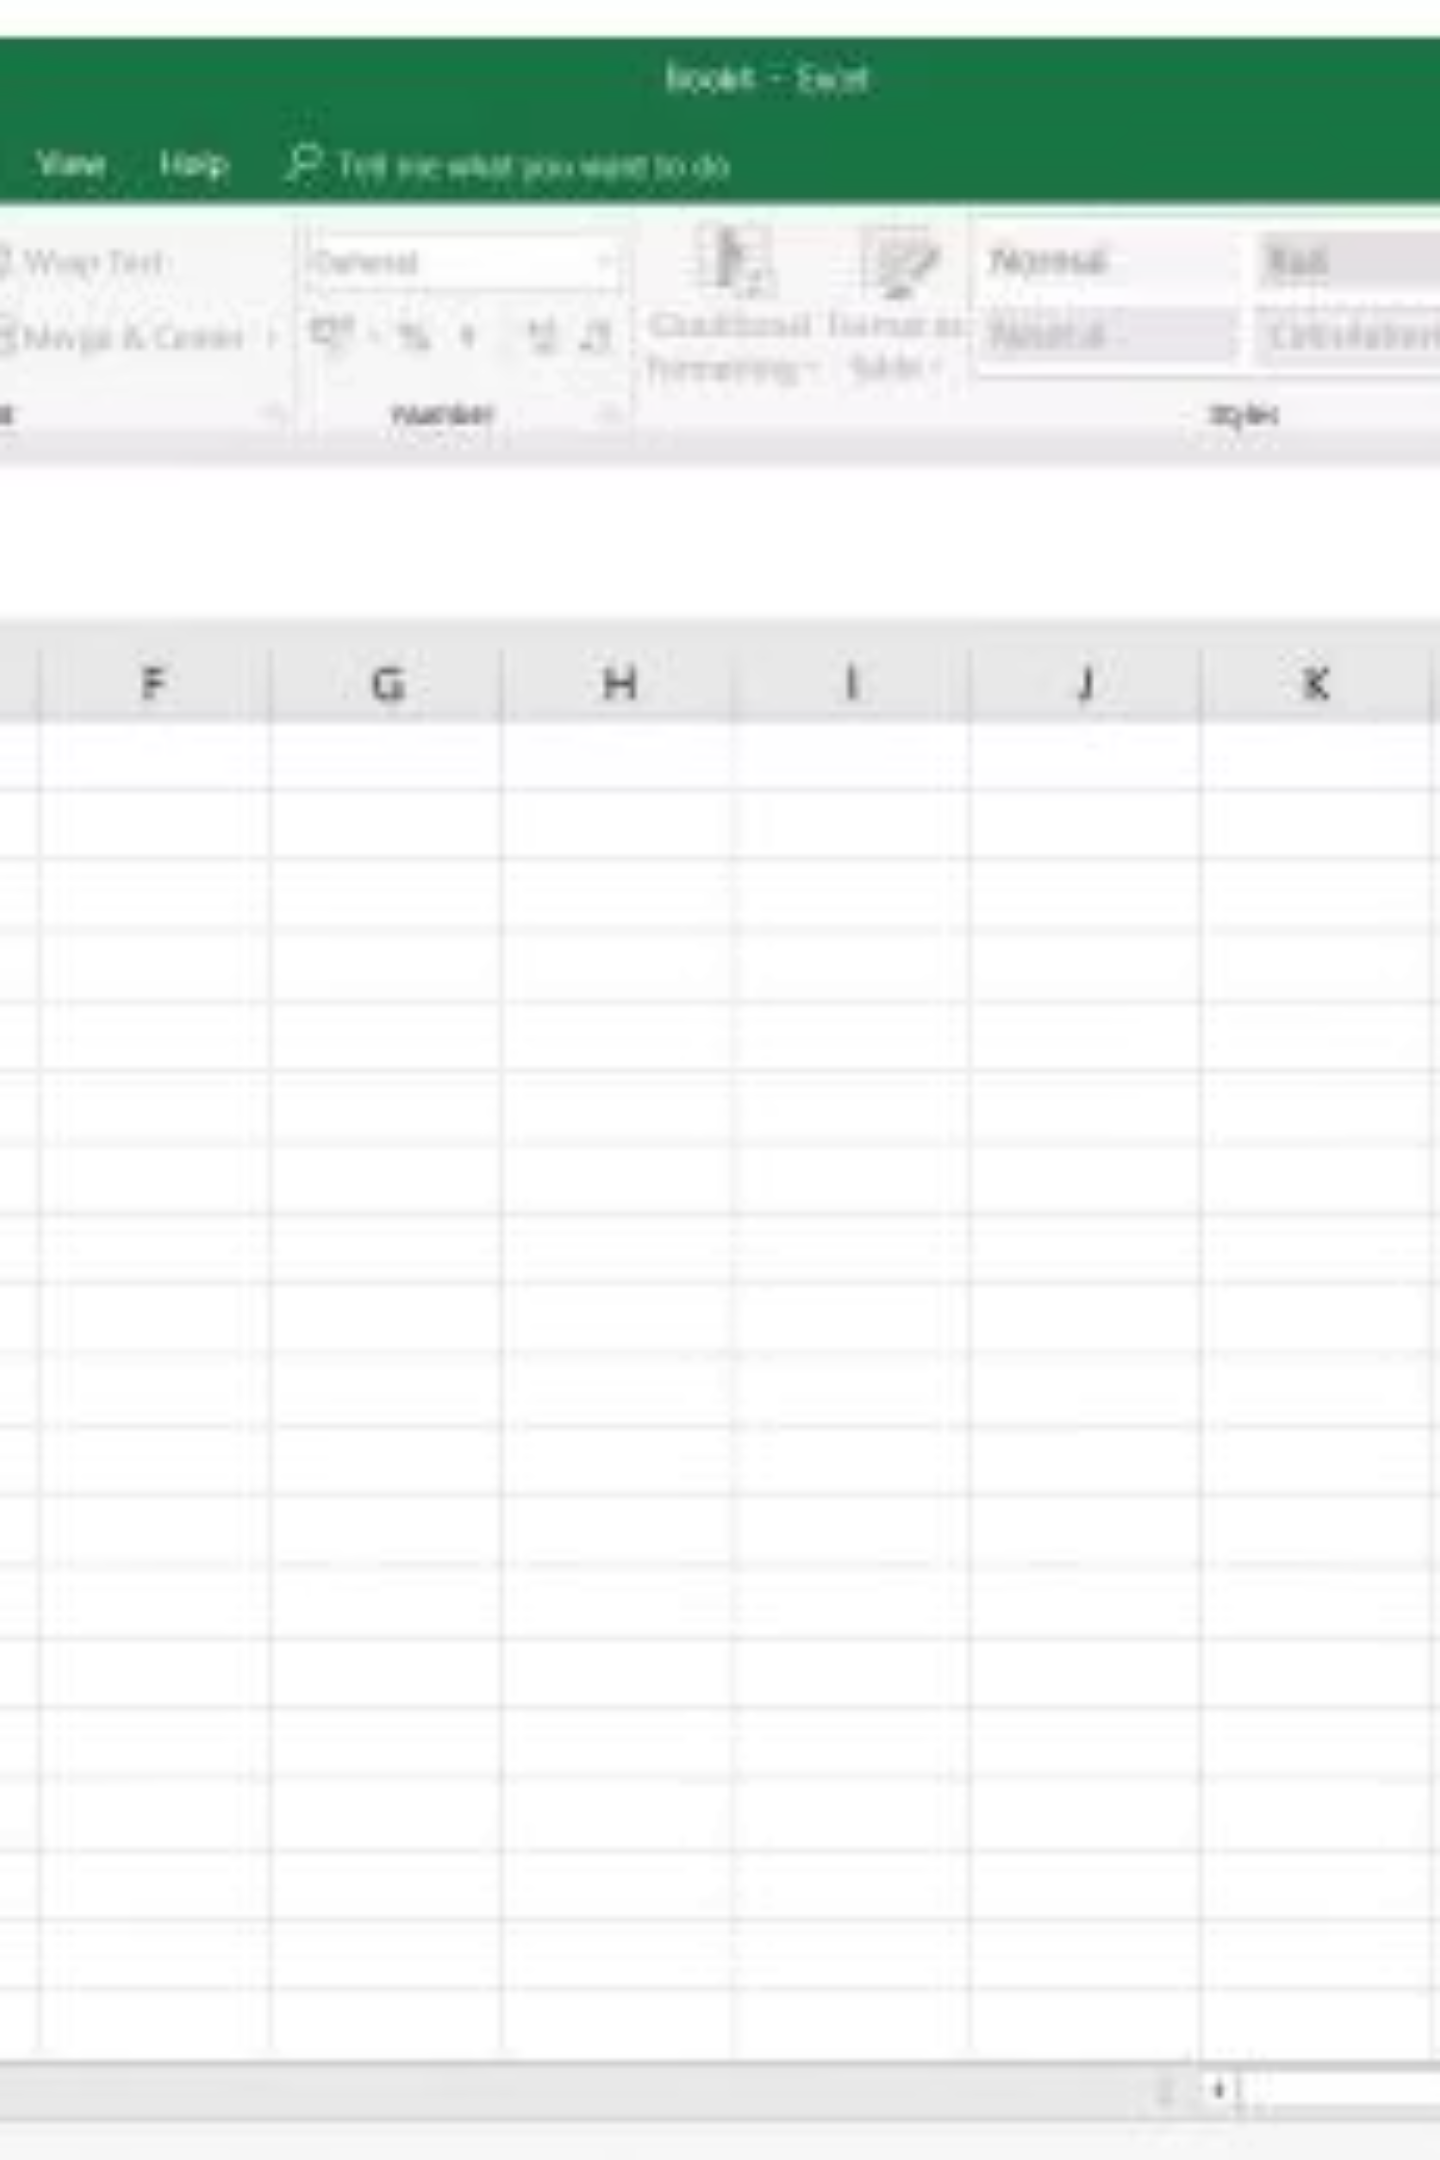 Book1 - Excel
View Help Tell me what you want to do
Wrap Text General Normal Bad
Merge & Center % Conditional Formatting Format as Table Neutral Calculation
Number Styles
F G H I J K